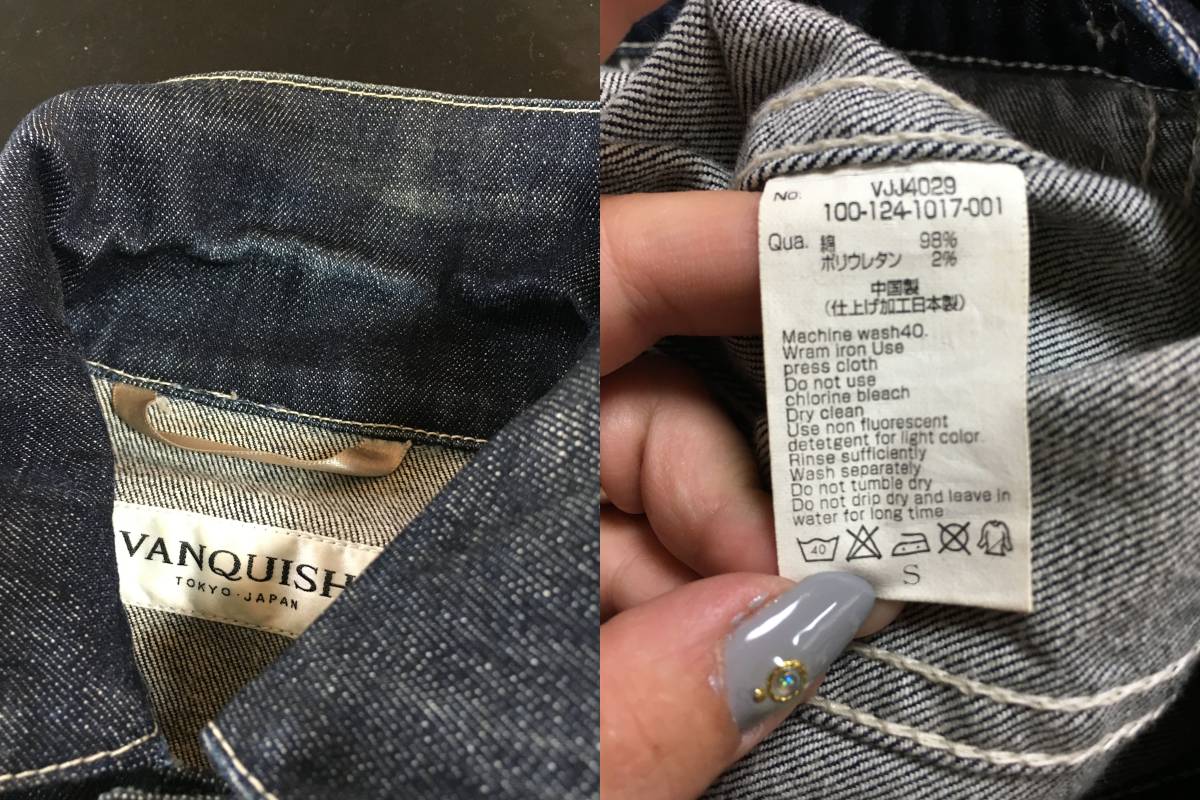 VANQUISH
TOKYO·JAPAN
No. VJJ4029
100-124-1017-001
Qua. 綿 98%
ポリウレタン 2%
中国製
(仕上げ加工日本製)
Machine wash40.
Wram iron Use
press cloth
Do not use
chlorine bleach
Dry clean
Use non fluorescent
detetgent for light color.
Rinse sufficiently
Wash separately
Do not tumble dry
Do not drip dry and leave in
water for long time
40
S